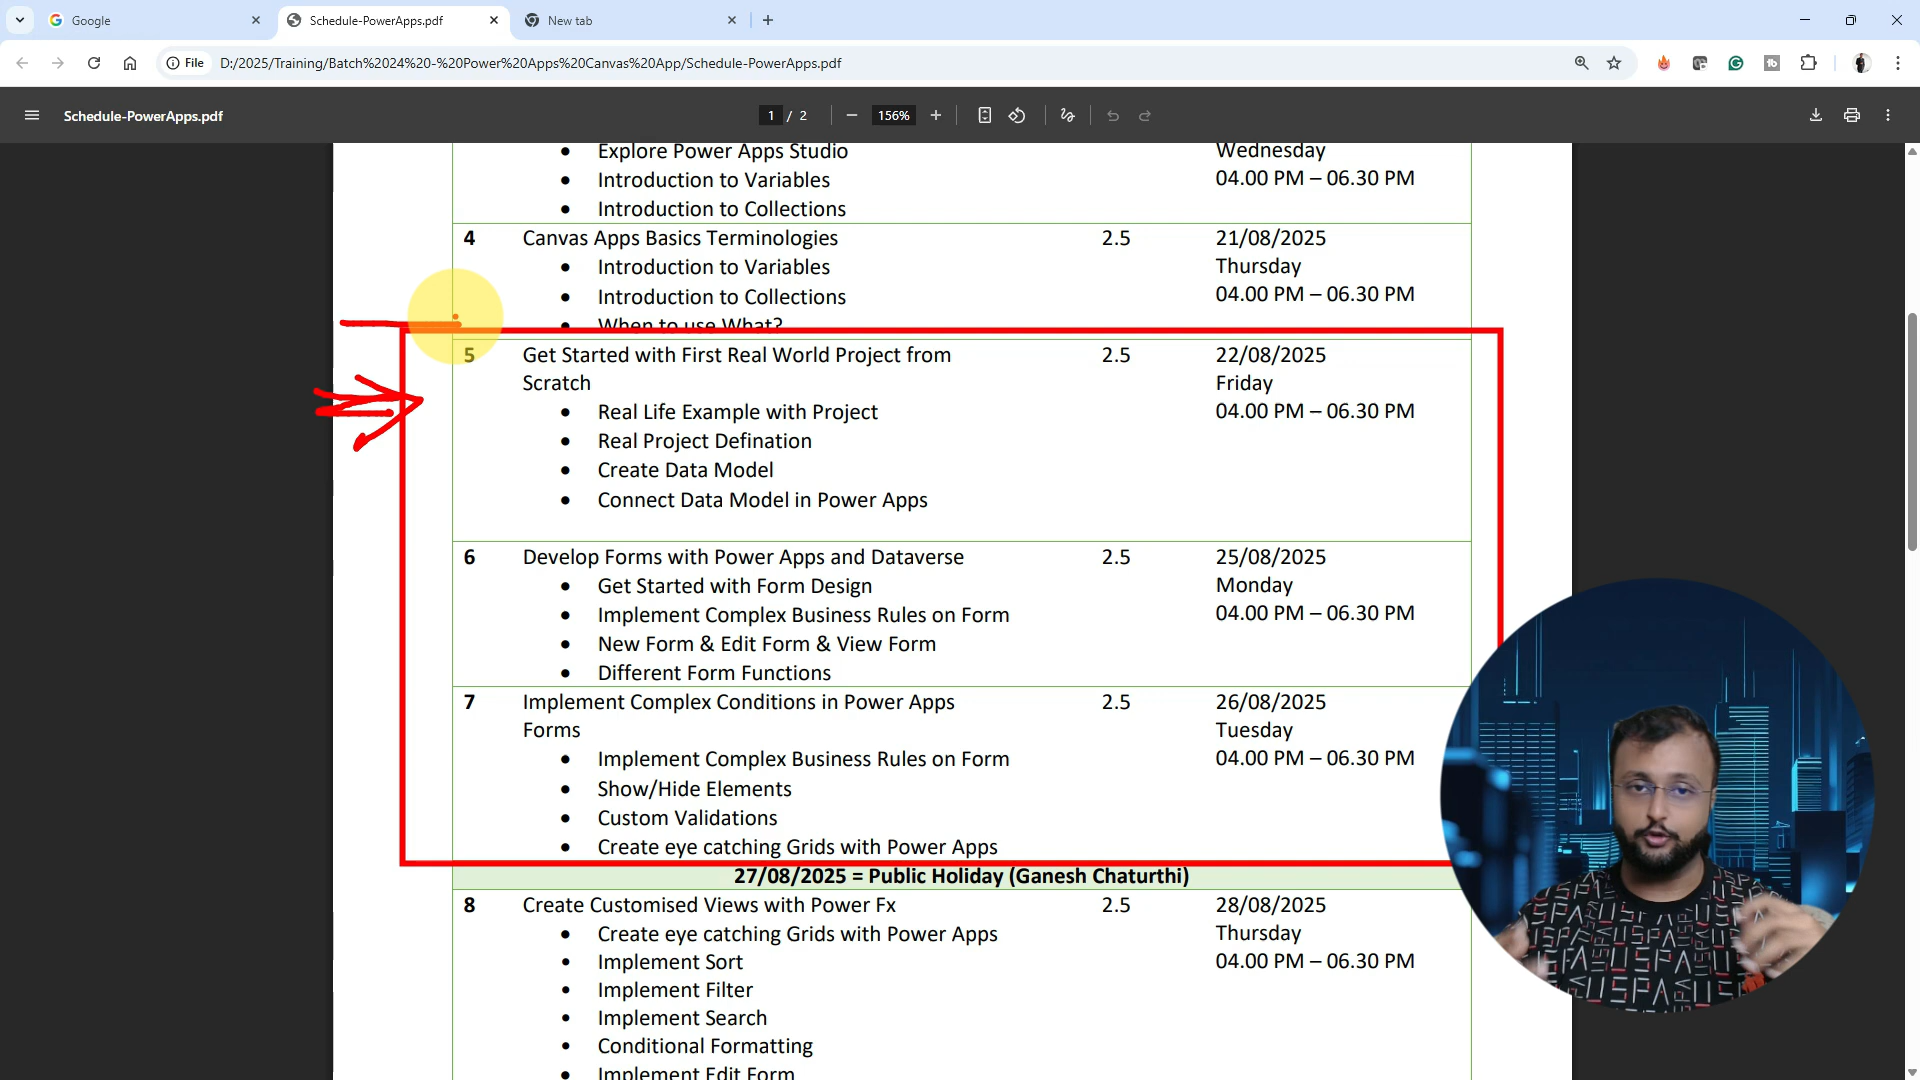 Google
Schedule-PowerApps.pdf
New tab
File
D:/2025/Training/Batch%2024%20-%20Power%20Apps%20Canvas%20App/Schedule-PowerApps.pdf
Schedule-PowerApps.pdf
1 / 2
156%
• Explore Power Apps Studio
Wednesday
• Introduction to Variables
04.00 PM – 06.30 PM
• Introduction to Collections
4 Canvas Apps Basics Terminologies 2.5 21/08/2025
• Introduction to Variables Thursday
• Introduction to Collections 04.00 PM – 06.30 PM
• When to use What?
5 Get Started with First Real World Project from 2.5 22/08/2025
Scratch Friday
• Real Life Example with Project 04.00 PM – 06.30 PM
• Real Project Defination
• Create Data Model
• Connect Data Model in Power Apps
6 Develop Forms with Power Apps and Dataverse 2.5 25/08/2025
• Get Started with Form Design Monday
• Implement Complex Business Rules on Form 04.00 PM – 06.30 PM
• New Form & Edit Form & View Form
• Different Form Functions
7 Implement Complex Conditions in Power Apps 2.5 26/08/2025
Forms Tuesday
• Implement Complex Business Rules on Form 04.00 PM – 06.30 PM
• Show/Hide Elements
• Custom Validations
• Create eye catching Grids with Power Apps
27/08/2025 = Public Holiday (Ganesh Chaturthi)
8 Create Customised Views with Power Fx 2.5 28/08/2025
• Create eye catching Grids with Power Apps Thursday
• Implement Sort 04.00 PM – 06.30 PM
• Implement Filter
• Implement Search
• Conditional Formatting
• Implement Edit Form